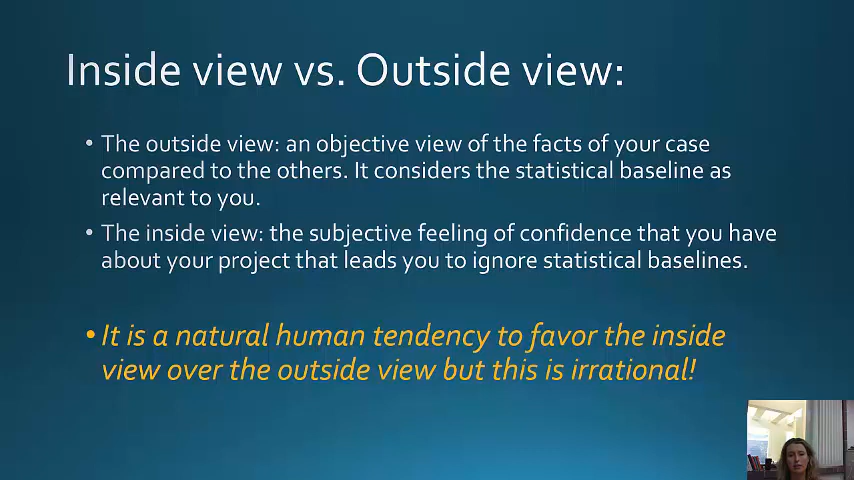 Inside view vs. Outside view:
• The outside view: an objective view of the facts of your case
compared to the others. It considers the statistical baseline as
relevant to you.
• The inside view: the subjective feeling of confidence that you have
about your project that leads you to ignore statistical baselines.
• It is a natural human tendency to favor the inside
view over the outside view but this is irrational!